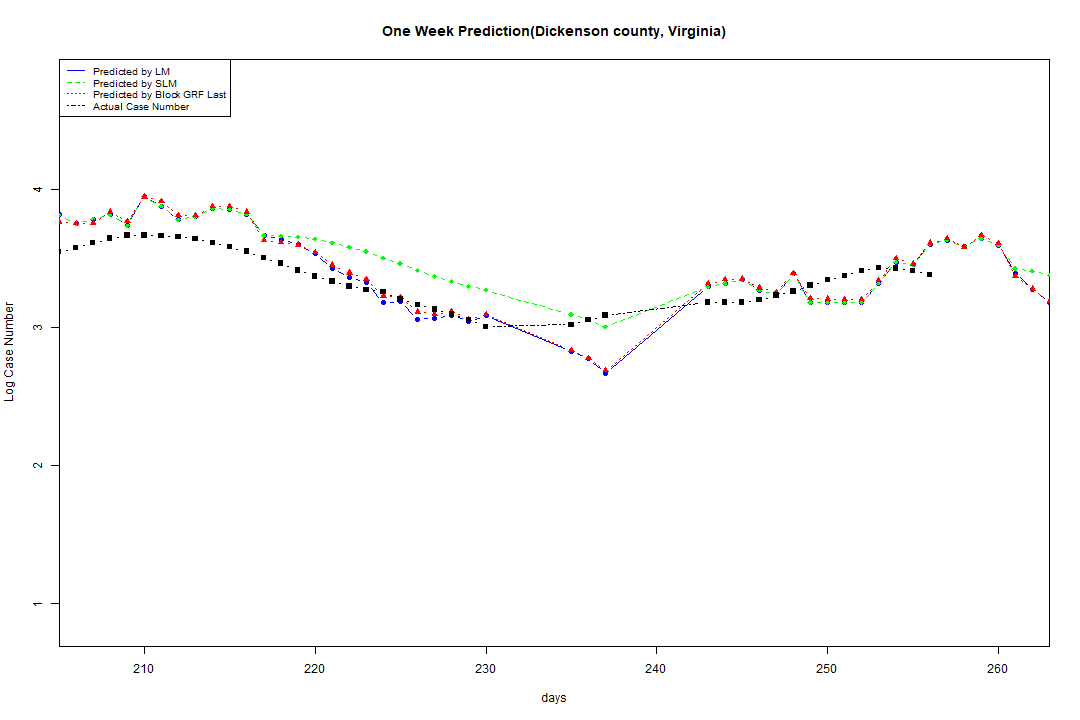 One Week Prediction(Dickenson county, Virginia)
Predicted by LM
Predicted by SLM
Predicted by Block GRF Last
Actual Case Number
4
3
2
1
Log Case Number
210 220 230 240 250 260
days